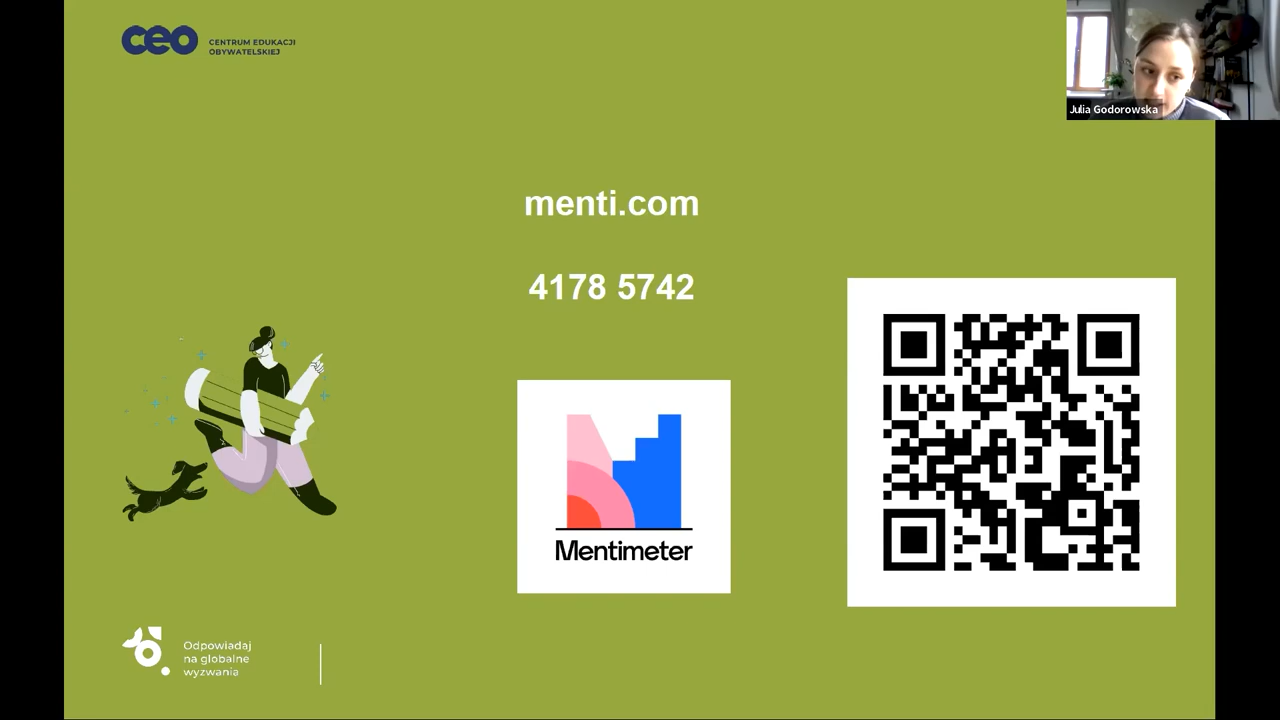 ceo
CENTRUM EDUKACJI
OBYWATELSKIEJ
Julia Godorowska
menti.com
4178 5742
Mentimeter
Odpowiadaj
na globalne
wyzwania